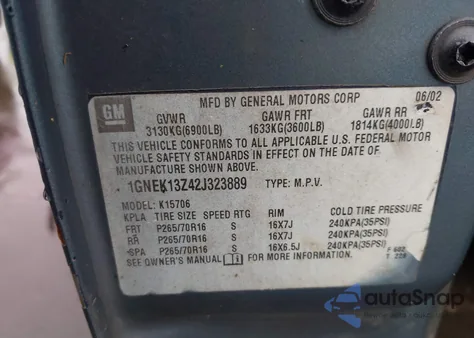 06/02
GM MFD BY GENERAL MOTORS CORP
GVWR GAWR FRT GAWR RR
3130KG(6900LB) 1633KG(3600LB) 1814KG(4000LB)
THIS VEHICLE CONFORMS TO ALL APPLICABLE U.S. FEDERAL MOTOR
VEHICLE SAFETY STANDARDS IN EFFECT ON THE DATE OF
MANUFACTURE SHOWN ABOVE.
1GNEK13Z42J323889 TYPE: M.P.V.
MODEL: K15706
KPLA TIRE SIZE SPEED RTG RIM COLD TIRE PRESSURE
FRT P265/70R16 S 16X7J 240KPA(35PSI)
RR P265/70R16 S 16X7J 240KPA(35PSI)
SPA P265/70R16 S 16X6.5J 240KPA(35PSI)
SEE OWNER'S MANUAL FOR MORE INFORMATION.
autoSnap